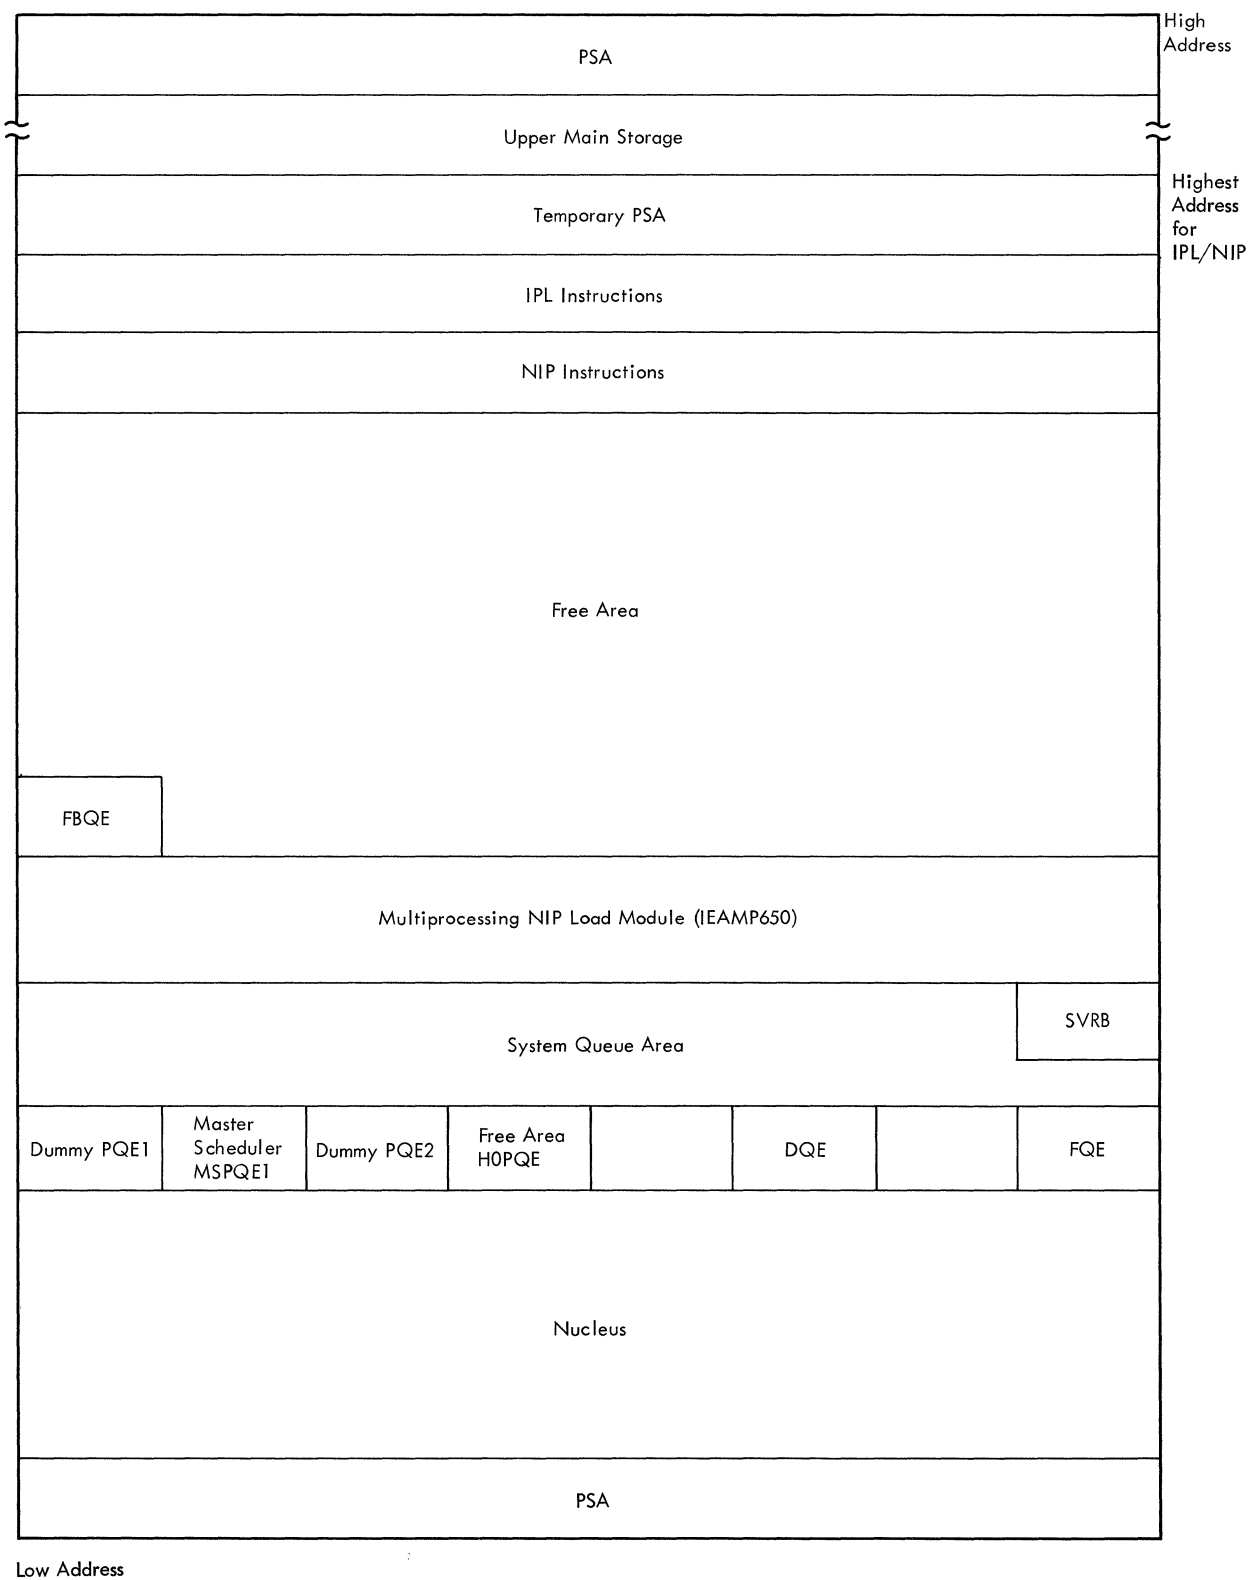 High
Address
PSA
Upper Main Storage
Highest
Address
for
IPL/NIP
Temporary PSA
IPL Instructions
NIP Instructions
Free Area
FBQE
Multiprocessing NIP Load Module (IEAMP650)
SVRB
System Queue Area
Dummy PQE1
Master
Scheduler
MSPQE1
Dummy PQE2
Free Area
H0PQE
DQE
FQE
Nucleus
PSA
Low Address